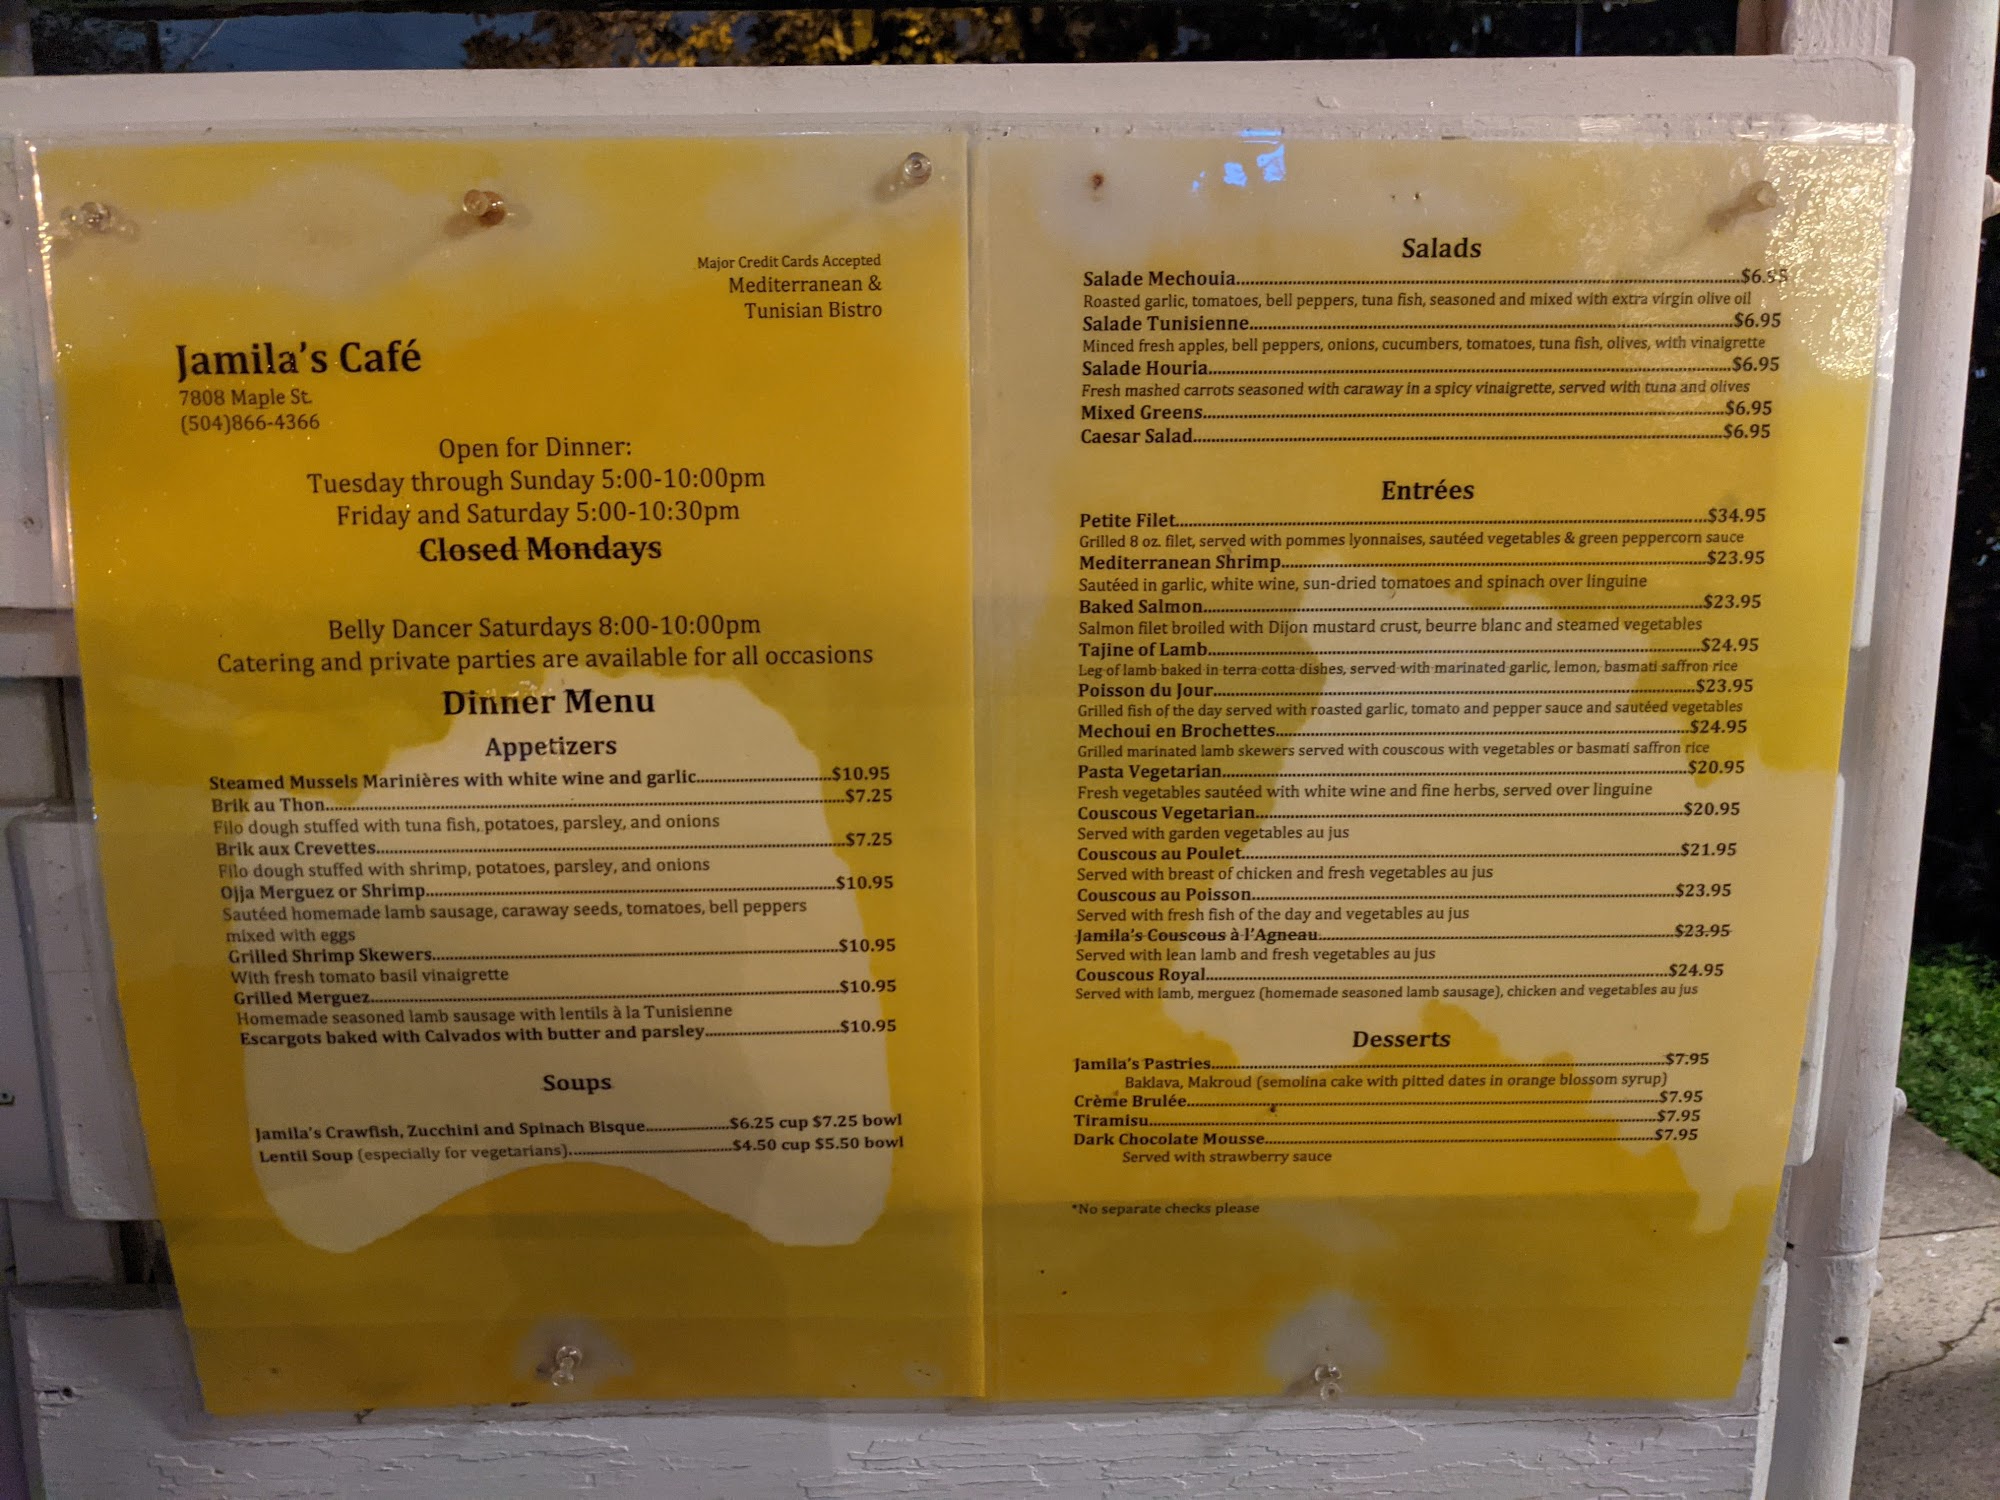 Major Credit Cards Accepted
Mediterranean &
Tunisian Bistro
Jamila's Café
7808 Maple St.
(504)866-4366
Open for Dinner:
Tuesday through Sunday 5:00-10:00pm
Friday and Saturday 5:00-10:30pm
Closed Mondays
Belly Dancer Saturdays 8:00-10:00pm
Catering and private parties are available for all occasions
Dinner Menu
Appetizers
Steamed Mussels Marinières with white wine and garlic..........$10.95
Brik au Thon..........$7.25
Filo dough stuffed with tuna fish, potatoes, parsley, and onions
Brik aux Crevettes..........$7.25
Filo dough stuffed with shrimp, potatoes, parsley, and onions
Ojja Merguez or Shrimp..........$10.95
Sautéed homemade lamb sausage, caraway seeds, tomatoes, bell peppers
mixed with eggs
Grilled Shrimp Skewers..........$10.95
With fresh tomato basil vinaigrette
Grilled Merguez..........$10.95
Homemade seasoned lamb sausage with lentils à la Tunisienne
Escargots baked with Calvados with butter and parsley..........$10.95
Soups
Jamila's Crawfish, Zucchini and Spinach Bisque..........$6.25 cup $7.25 bowl
Lentil Soup (especially for vegetarians)..........$4.50 cup $5.50 bowl
Salads
Salade Mechouia..........$6.95
Roasted garlic, tomatoes, bell peppers, tuna fish, seasoned and mixed with extra virgin olive oil
Salade Tunisienne..........$6.95
Minced fresh apples, bell peppers, onions, cucumbers, tomatoes, tuna fish, olives, with vinaigrette
Salade Houria..........$6.95
Fresh mashed carrots seasoned with caraway in a spicy vinaigrette, served with tuna and olives
Mixed Greens..........$6.95
Caesar Salad..........$6.95
Entrées
Petite Filet..........$34.95
Grilled 8 oz. filet, served with pommes lyonnaises, sautéed vegetables & green peppercorn sauce
Mediterranean Shrimp..........$23.95
Sautéed in garlic, white wine, sun-dried tomatoes and spinach over linguine
Baked Salmon..........$23.95
Salmon filet broiled with Dijon mustard crust, beurre blanc and steamed vegetables
Tajine of Lamb..........$24.95
Leg of lamb baked in terra cotta dishes, served with marinated garlic, lemon, basmati saffron rice
Poisson du Jour..........$23.95
Grilled fish of the day served with roasted garlic, tomato and pepper sauce and sautéed vegetables
Mechoui en Brochettes..........$24.95
Grilled marinated lamb skewers served with couscous with vegetables or basmati saffron rice
Pasta Vegetarian..........$20.95
Fresh vegetables sautéed with white wine and fine herbs, served over linguine
Couscous Vegetarian..........$20.95
Served with garden vegetables au jus
Couscous au Poulet..........$21.95
Served with breast of chicken and fresh vegetables au jus
Couscous au Poisson..........$23.95
Served with fresh fish of the day and vegetables au jus
Jamila's Couscous à l'Agneau..........$23.95
Served with lean lamb and fresh vegetables au jus
Couscous Royal..........$24.95
Served with lamb, merguez (homemade seasoned lamb sausage), chicken and vegetables au jus
Desserts
Jamila's Pastries..........$7.95
Baklava, Makroud (semolina cake with pitted dates in orange blossom syrup)
Crème Brulée..........$7.95
Tiramisu..........$7.95
Dark Chocolate Mousse..........$7.95
Served with strawberry sauce
*No separate checks please